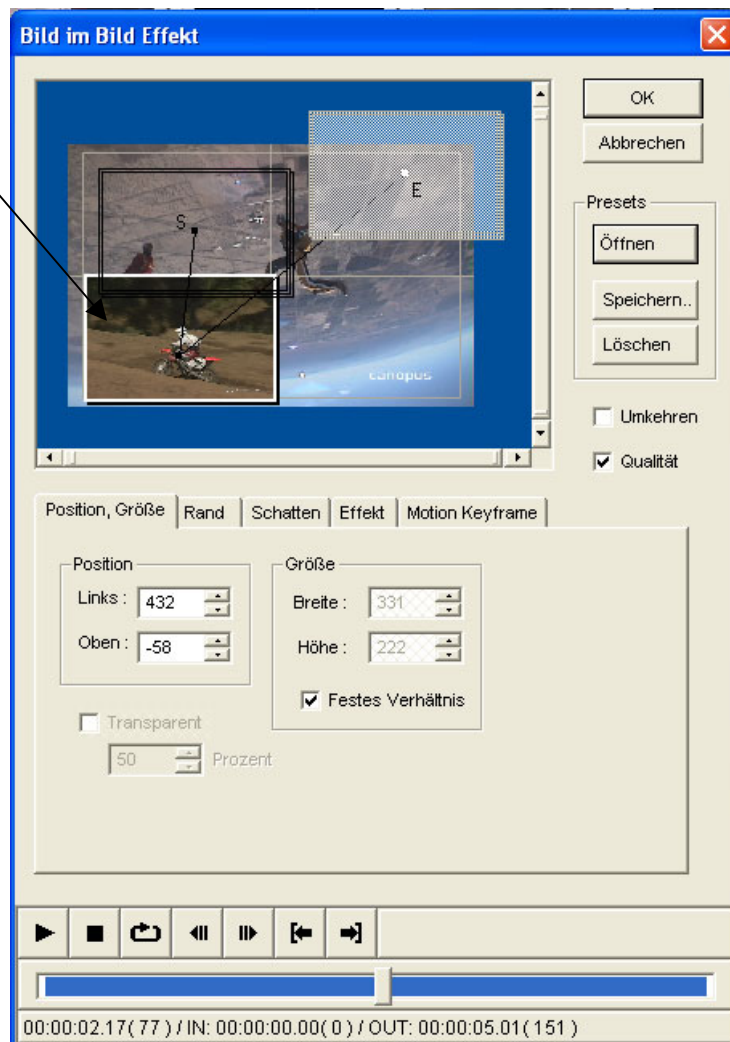 Bild im Bild Effekt
OK
Abbrechen
S
E
canopus
Presets
Öffnen
Speichern..
Löschen
Umkehren
Qualität
Position, Größe Rand Schatten Effekt Motion Keyframe
Position
Links : 432
Oben : -58
Größe
Breite : 331
Höhe : 222
Festes Verhältnis
Transparent
50 Prozent
00:00:02.17( 77 ) / IN: 00:00:00.00( 0 ) / OUT: 00:00:05.01( 151 )